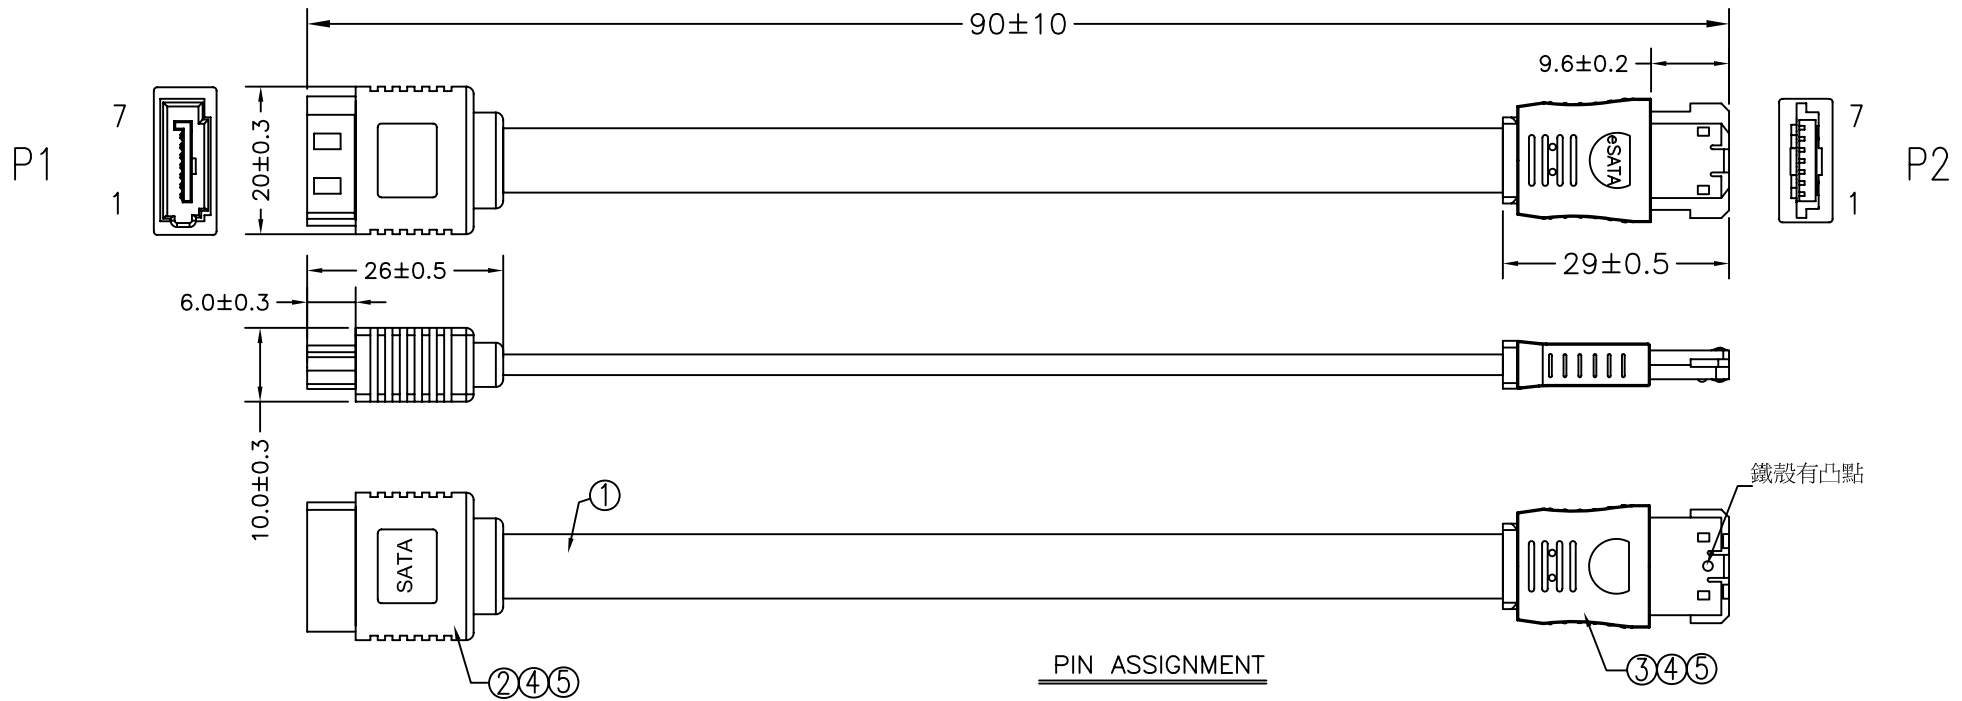 90±10
9.6±0.2
7
P1
1
20±0.3
eSATA
7
P2
1
26±0.5
29±0.5
6.0±0.3
10.0±0.3
鐵殼有凸點
①
SATA
PIN ASSIGNMENT
②④⑤
③④⑤